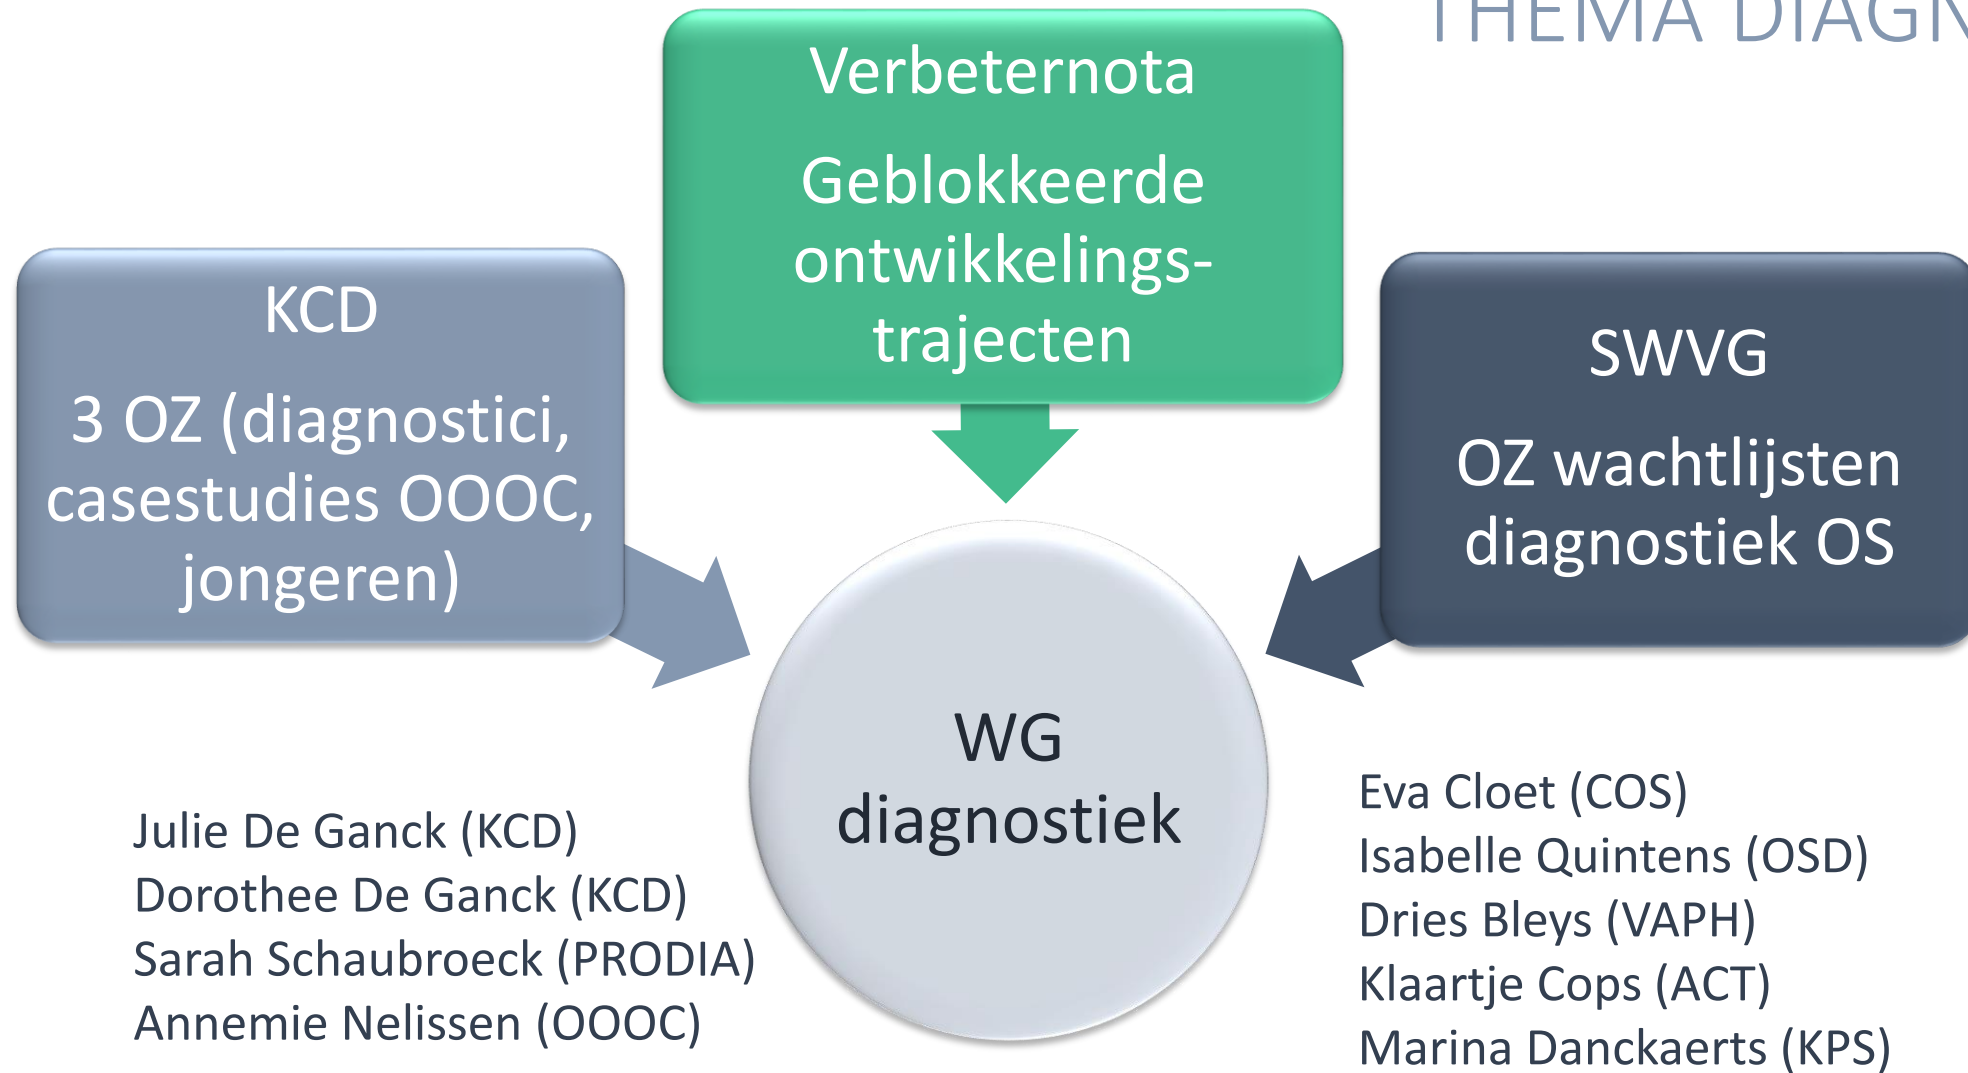 THEMA DIAGN
Verbeternota
Geblokkeerde
ontwikkelings-
trajecten
KCD
3 OZ (diagnostici,
casestudies OOOC,
jongeren)
SWVG
OZ wachtlijsten
diagnostiek OS
WG
diagnostiek
Julie De Ganck (KCD)
Dorothee De Ganck (KCD)
Sarah Schaubroeck (PRODIA)
Annemie Nelissen (OOOC)
Eva Cloet (COS)
Isabelle Quintens (OSD)
Dries Bleys (VAPH)
Klaartje Cops (ACT)
Marina Danckaerts (KPS)